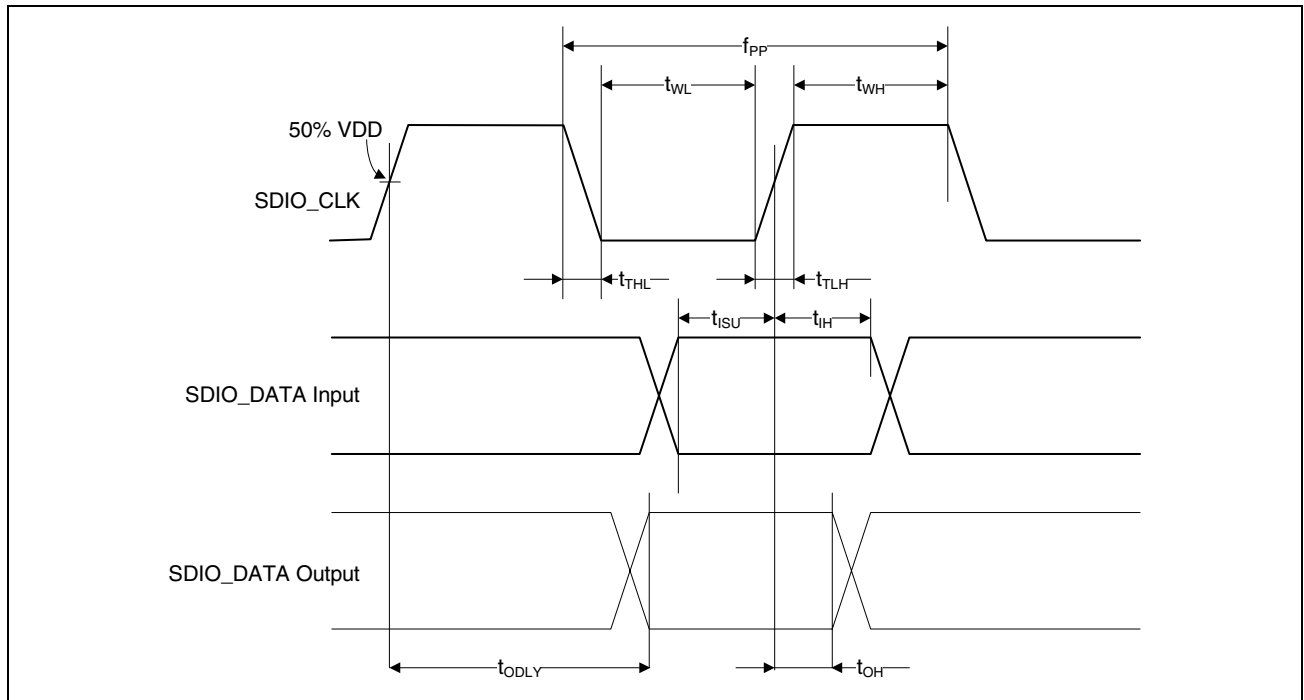 fPP
tWL
tWH
50% VDD
SDIO_CLK
tTHL
tTLH
tISU
tIH
SDIO_DATA Input
SDIO_DATA Output
tODLY
tOH